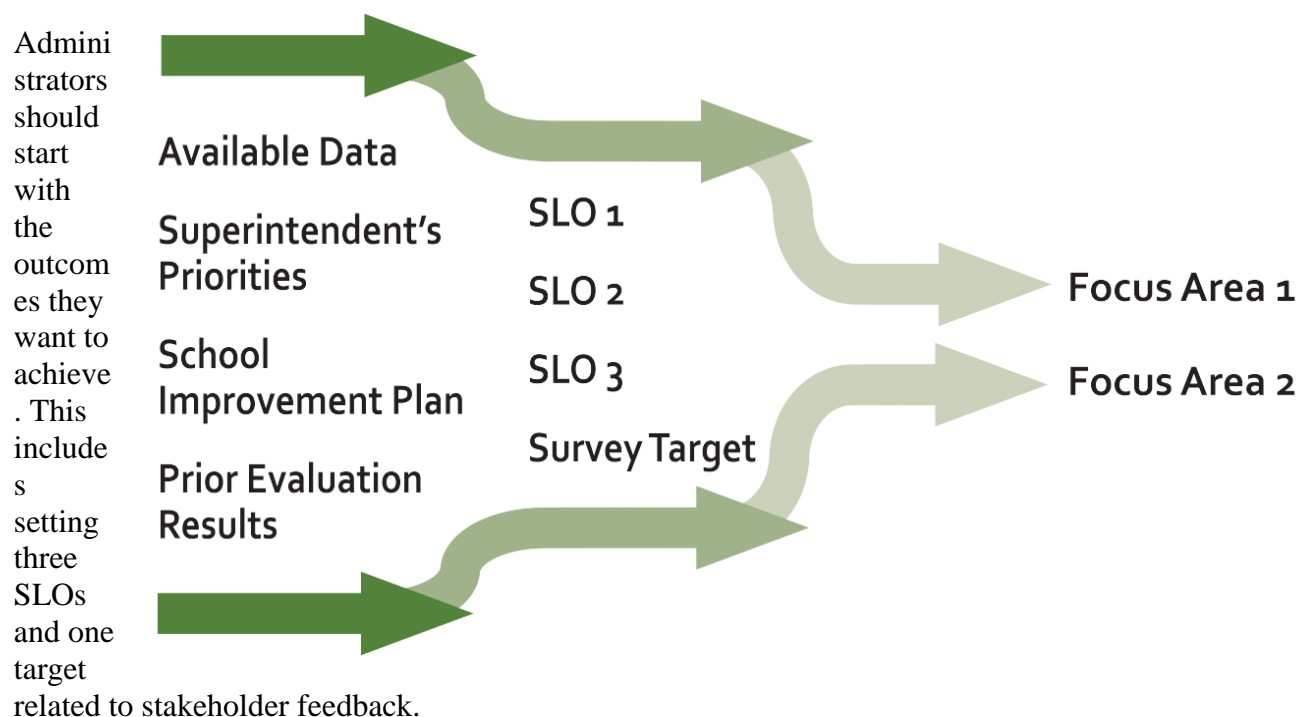 Admini
strators
should
start
with
the
outcom
es they
want to
achieve
. This
include
s
setting
three
SLOs
and one
target
related to stakeholder feedback.
Available Data
Superintendent's
Priorities
School
Improvement Plan
Prior Evaluation
Results
SLO 1
SLO 2
SLO 3
Survey Target
Focus Area 1
Focus Area 2